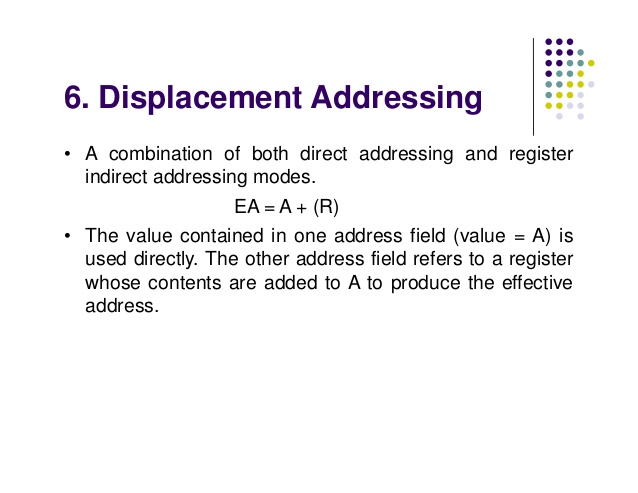 6. Displacement Addressing
• A combination of both direct addressing and register
indirect addressing modes.
EA = A + (R)
• The value contained in one address field (value = A) is
used directly. The other address field refers to a register
whose contents are added to A to produce the effective
address.